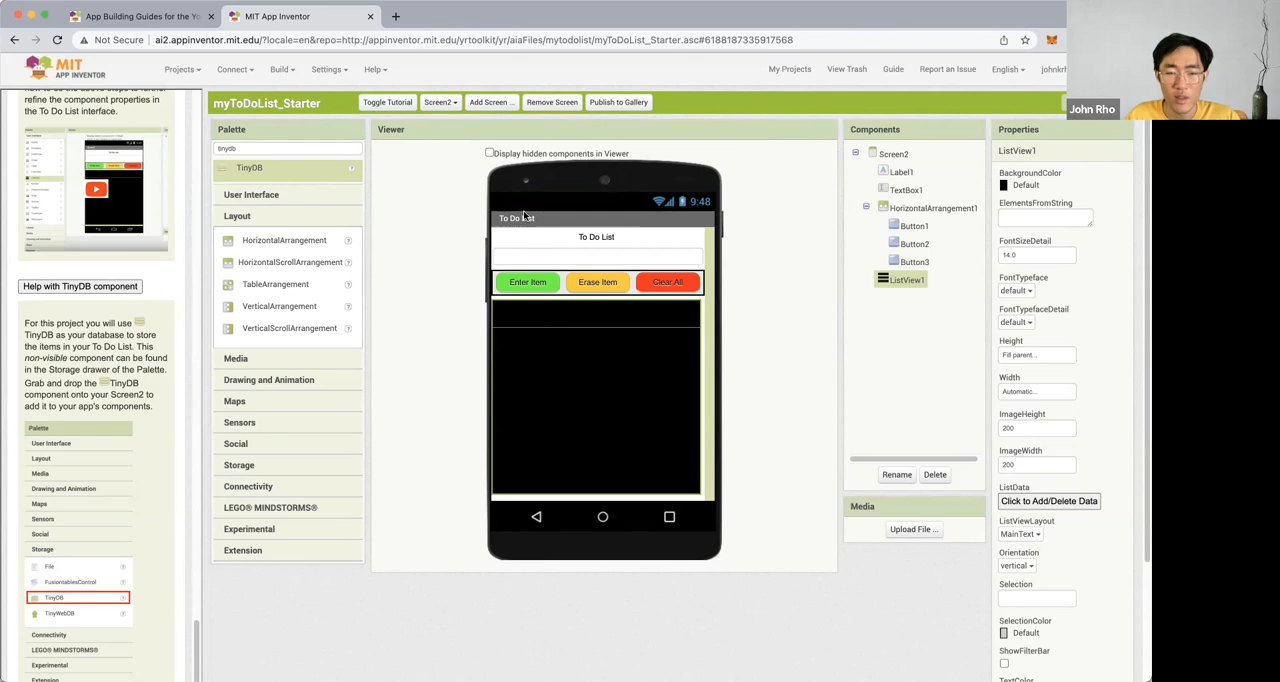 App Building Guides for the Yo
MIT App Inventor
Not Secure
ai2.appinventor.mit.edu/?locale=en&repo=http://appinventor.mit.edu/yrtoolkit/yr/aiaFiles/mytodolist/myToDoList_Starter.asc#6188187335917568
MIT
APP INVENTOR
Projects
Connect
Build
Settings
Help
My Projects
View Trash
Guide
Report an Issue
English
johnkrh
John Rho
myToDoList_Starter
Toggle Tutorial
Screen2
Add Screen ...
Remove Screen
Publish to Gallery
refine the component properties in
the To Do List interface.
Help with TinyDB component
For this project you will use
TinyDB as your database to store
the items in your To Do List. This
non-visible component can be found
in the Storage drawer of the Palette.
Grab and drop the TinyDB
component onto your Screen2 to
add it to your app's components.
Palette
User Interface
Layout
Media
Drawing and Animation
Maps
Sensors
Social
Storage
File
FusiontablesControl
TinyDB
TinyWebDB
Connectivity
LEGO® MINDSTORMS®
Experimental
Extension
Palette
tinydb
TinyDB
User Interface
Layout
HorizontalArrangement
HorizontalScrollArrangement
TableArrangement
VerticalArrangement
VerticalScrollArrangement
Media
Drawing and Animation
Maps
Sensors
Social
Storage
Connectivity
LEGO® MINDSTORMS®
Experimental
Extension
Viewer
Display hidden components in Viewer
9:48
To Do List
To Do List
Enter Item
Erase Item
Clear All
Components
Screen2
Label1
TextBox1
HorizontalArrangement1
Button1
Button2
Button3
ListView1
Rename
Delete
Media
Upload File ...
Properties
ListView1
BackgroundColor
Default
ElementsFromString
FontSizeDetail
14.0
FontTypeface
default
FontTypefaceDetail
default
Height
Fill parent...
Width
Automatic...
ImageHeight
200
ImageWidth
200
ListData
Click to Add/Delete Data
ListViewLayout
MainText
Orientation
vertical
Selection
SelectionColor
Default
ShowFilterBar
TextColor